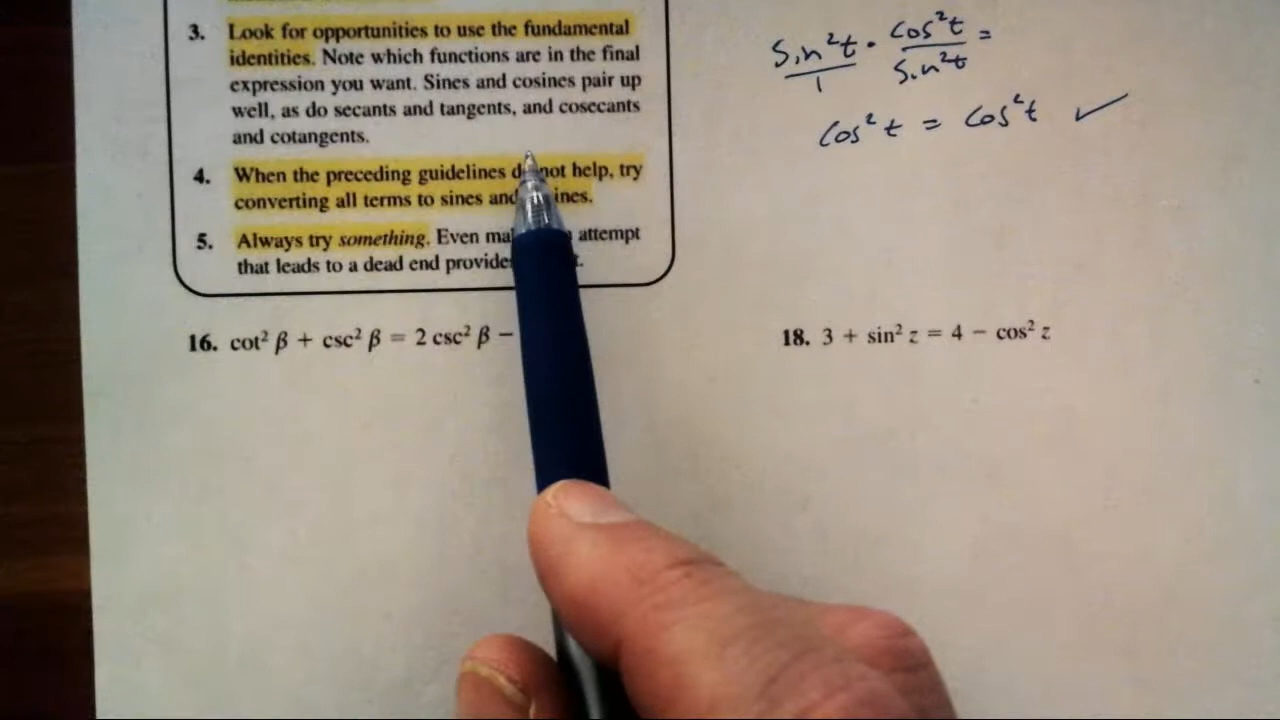 3. Look for opportunities to use the fundamental
identities. Note which functions are in the final
expression you want. Sines and cosines pair up
well, as do secants and tangents, and cosecants
and cotangents.
4. When the preceding guidelines not help, try
converting all terms to sines and
5. Always try something. Even attempt
that leads to a dead end
16. cot² β + csc² β = 2 csc² β −
sin²t/1 · cos²t/sin²t =
cos²t = cos²t ✓
18. 3 + sin² z = 4 − cos² z